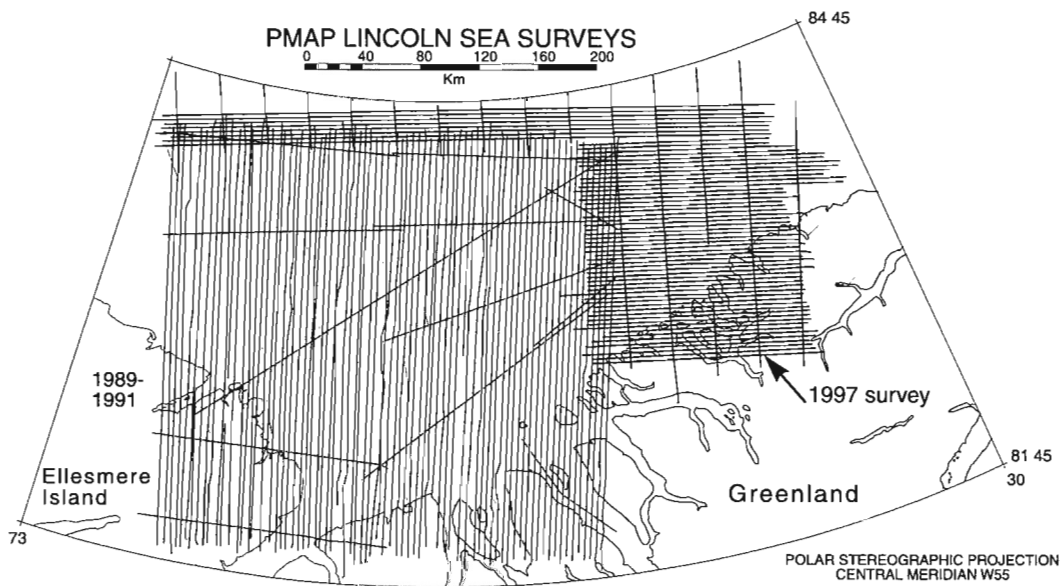 84 45
PMAP LINCOLN SEA SURVEYS
0 40 80 120 160 200
Km
1989-
1991
1997 survey
Ellesmere
Island
Greenland
81 45
30
73
POLAR STEREOGRAPHIC PROJECTION
CENTRAL MERIDIAN W55